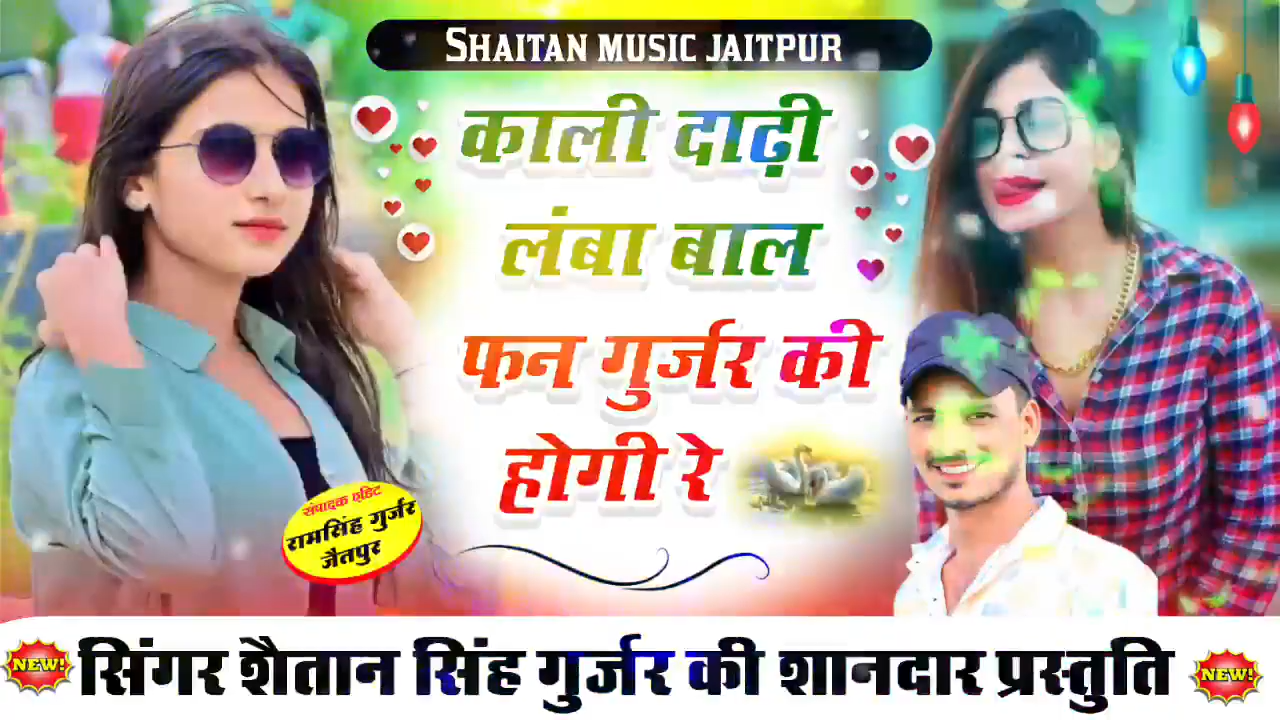 SHAITAN MUSIC JAITPUR
काली दाढ़ी
लंबा बाल
फन गुर्जर की
होगी रे
संपादक एडिट
रामसिंह गुर्जर
जैतपुर
NEW! सिंगर शैतान सिंह गुर्जर की शानदार प्रस्तुति NEW!